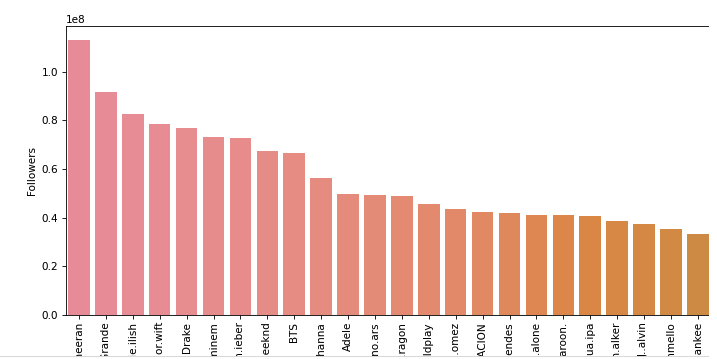 1e8
1.0
0.8
0.6
0.4
0.2
0.0
Followers
eeran
Grande
e.ilish
or.wift
Drake
minem
.ieber
eeknd
BTS
hanna
Adele
no.ars
ragon
ldplay
.omez
ACION
endes
.alone
aroon.
ua.ipa
.alker
.alvin
mello
ankee